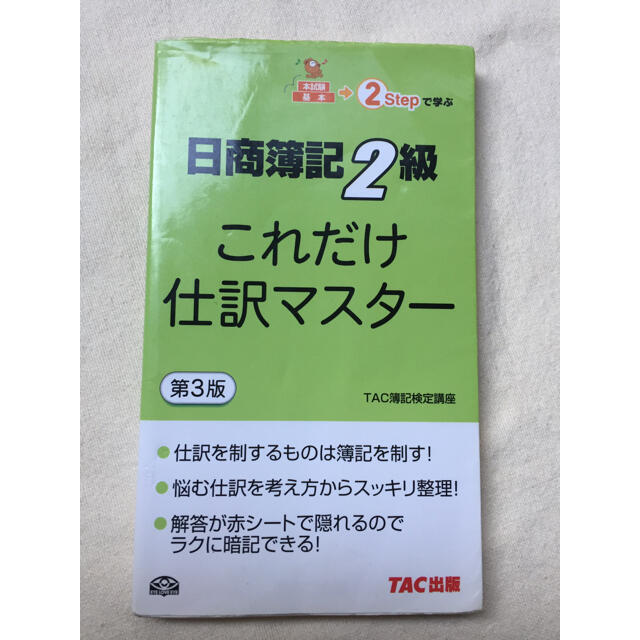 本試験
基本
2Stepで学ぶ
日商簿記2級
これだけ
仕訳マスター
第3版
TAC簿記検定講座
● 仕訳を制するものは簿記を制す!
● 悩む仕訳を考え方からスッキリ整理!
● 解答が赤シートで隠れるので
ラクに暗記できる!
EYE LOVE EYE
TAC出版